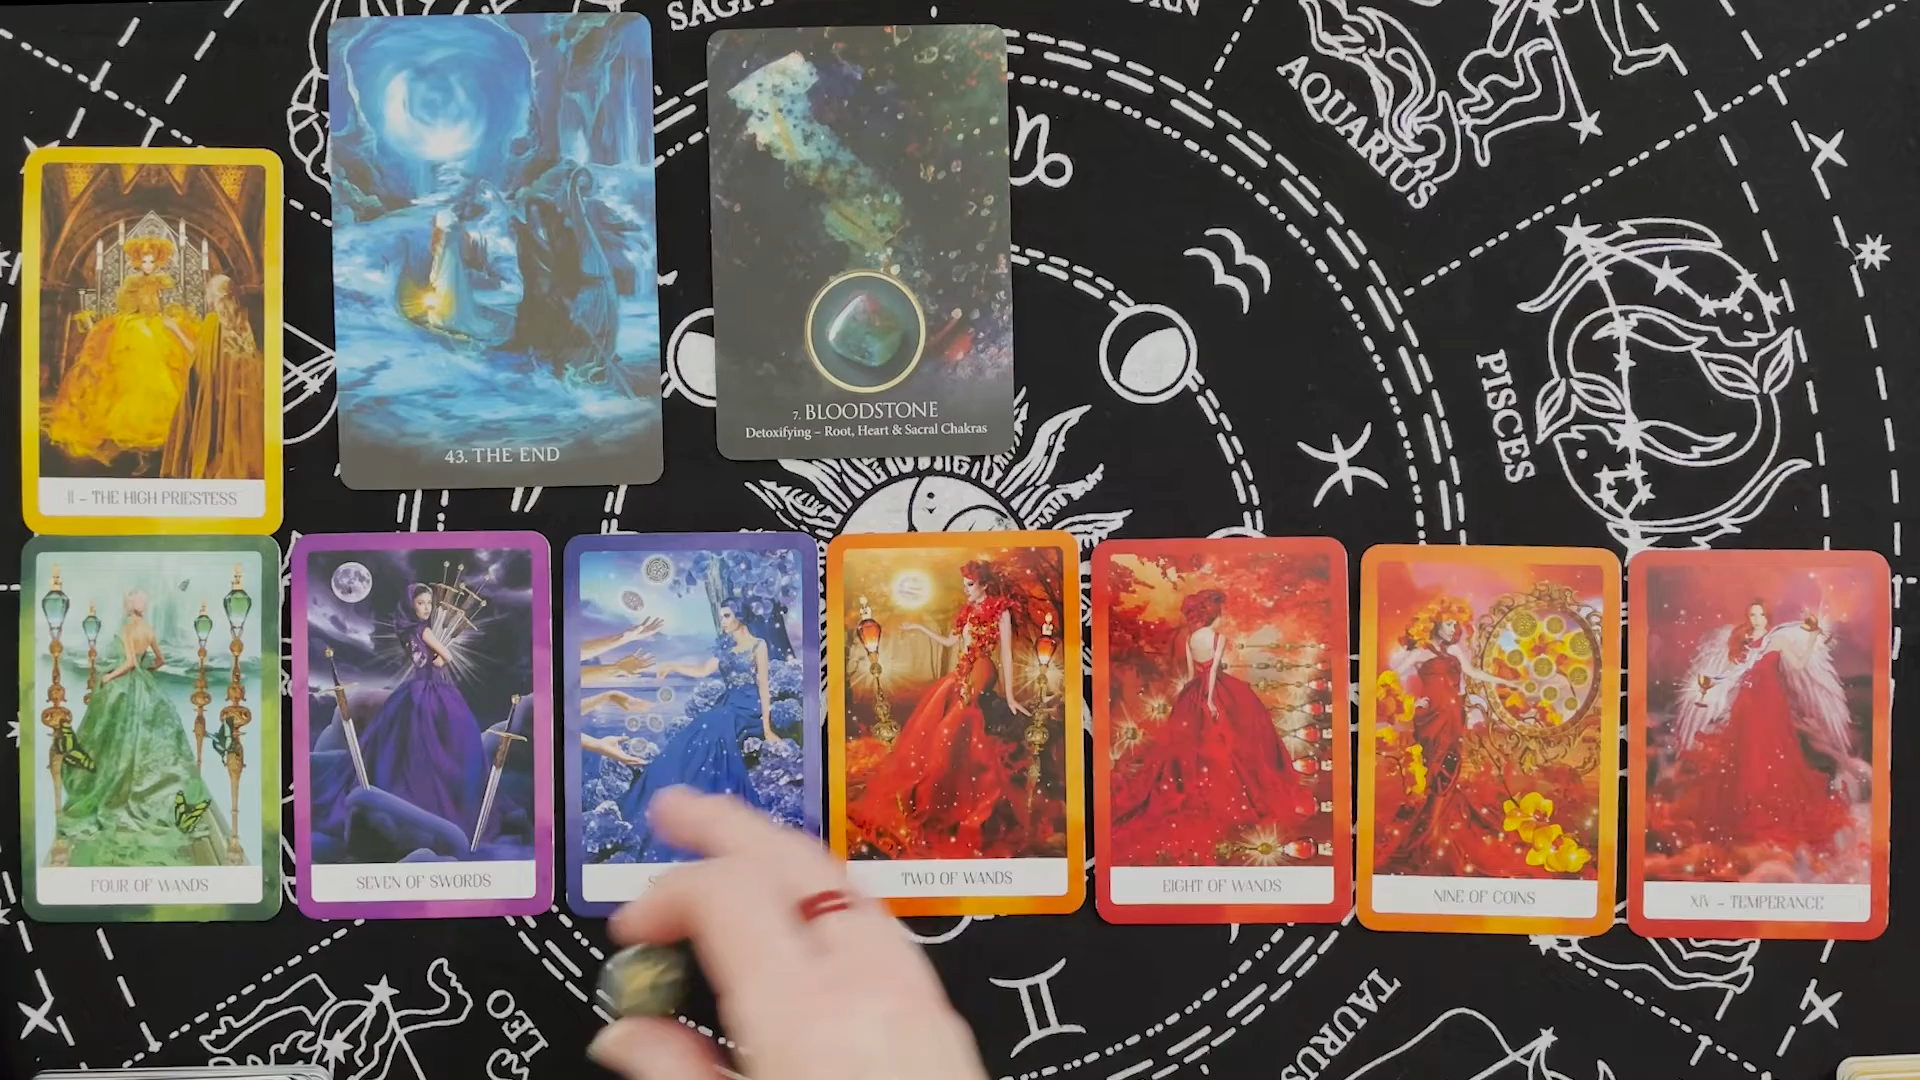 AQUARIUS
43. THE END
7. BLOODSTONE
Detoxifying – Root, Heart & Sacral Chakras
II – THE HIGH PRIESTESS
PISCES
FOUR OF WANDS
SEVEN OF SWORDS
S
TWO OF WANDS
EIGHT OF WANDS
NINE OF COINS
XIV – TEMPERANCE
LEO
TAURUS